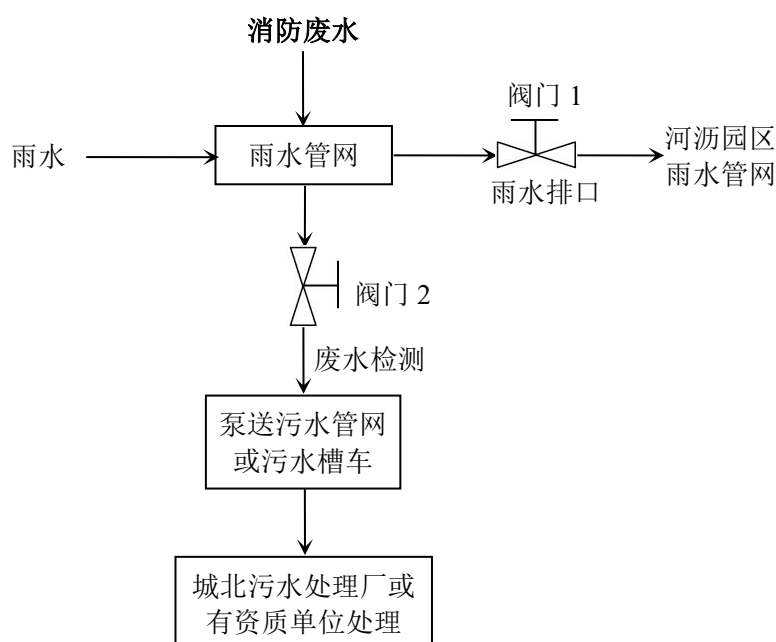 消防废水
阀门 1
雨水
雨水管网
河沥园区
雨水管网
雨水排口
阀门 2
废水检测
泵送污水管网
或污水槽车
城北污水处理厂或
有资质单位处理